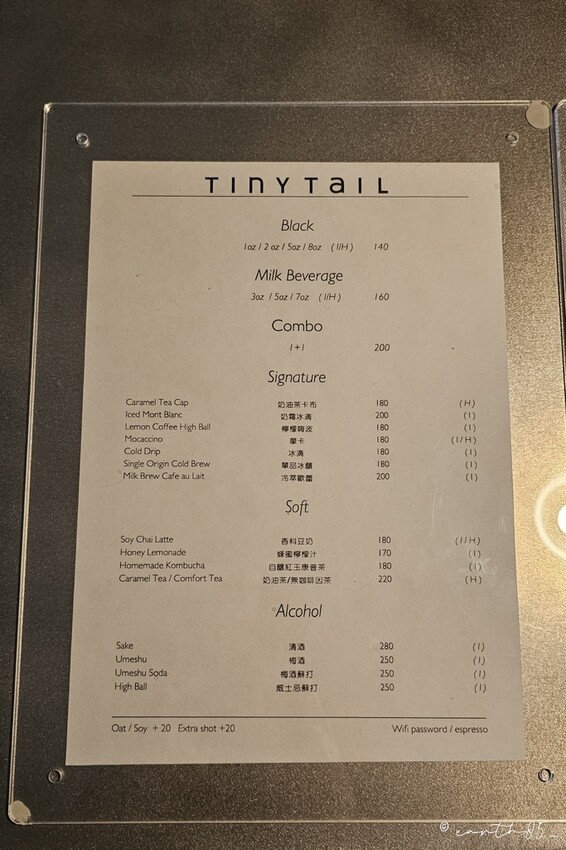 TINY TAIL
Black
1oz / 2 oz / 5oz / 8oz ( I/H ) 140
Milk Beverage
3oz / 5oz / 7oz ( I/H ) 160
Combo
1+1 200
Signature
Caramel Tea Cap 奶油茶卡布 180 ( H )
Iced Mont Blanc 奶霜冰滴 200 ( I )
Lemon Coffee High Ball 檸檬嗨波 180 ( I )
Mocaccino 摩卡 180 ( I/H )
Cold Drip 冰滴 180 ( I )
Single Origin Cold Brew 單品冰釀 180 ( I )
Milk Brew Cafe au Lait 冷萃歐蕾 200 ( I )
Soft
Soy Chai Latte 香料豆奶 180 ( I/H )
Honey Lemonade 蜂蜜檸檬汁 170 ( I )
Homemade Kombucha 自釀紅玉康普茶 180 ( I )
Caramel Tea / Comfort Tea 奶油茶/無咖啡因茶 220 ( H )
Alcohol
Sake 清酒 280 ( I )
Umeshu 梅酒 250 ( I )
Umeshu Soda 梅酒蘇打 250 ( I )
High Ball 威士忌蘇打 250 ( I )
Oat / Soy + 20 Extra shot +20 Wifi password / espresso
© earth.85_